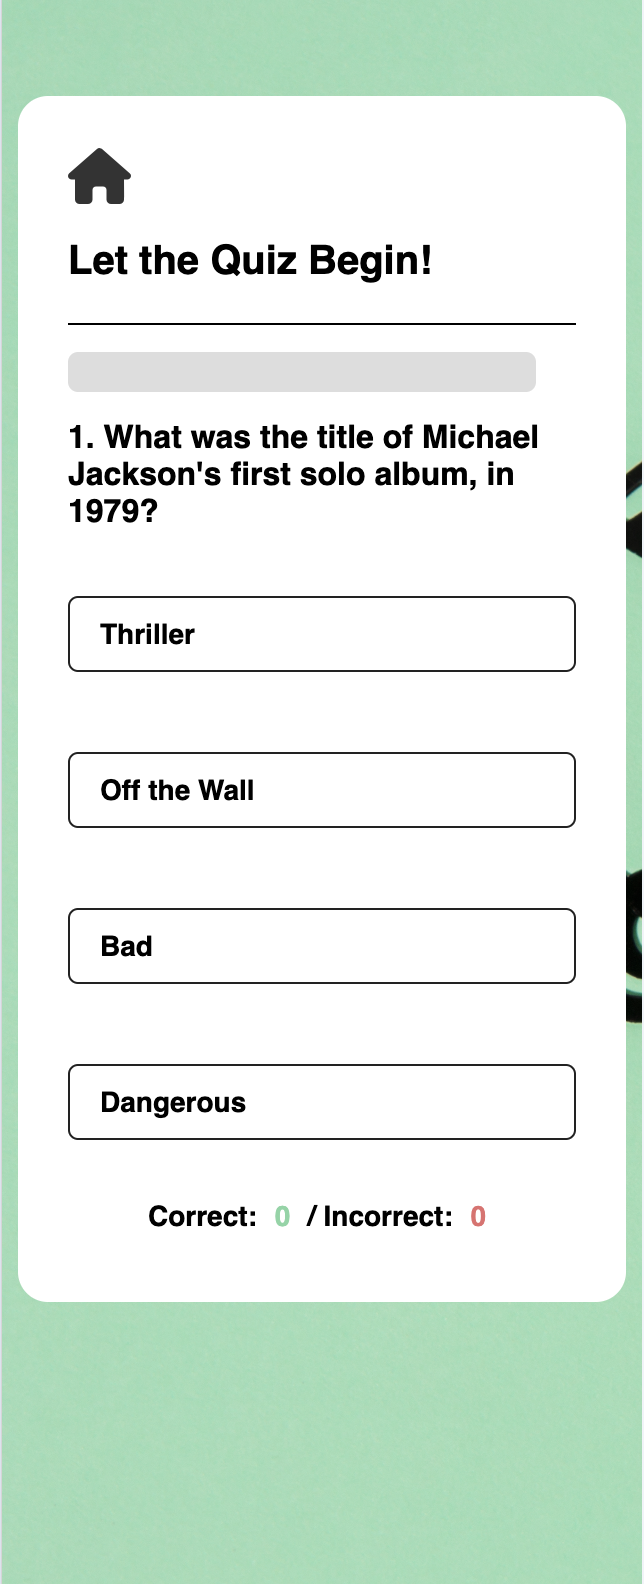 Let the Quiz Begin!
1. What was the title of Michael
Jackson's first solo album, in
1979?
Thriller
Off the Wall
Bad
Dangerous
Correct: 0 / Incorrect: 0